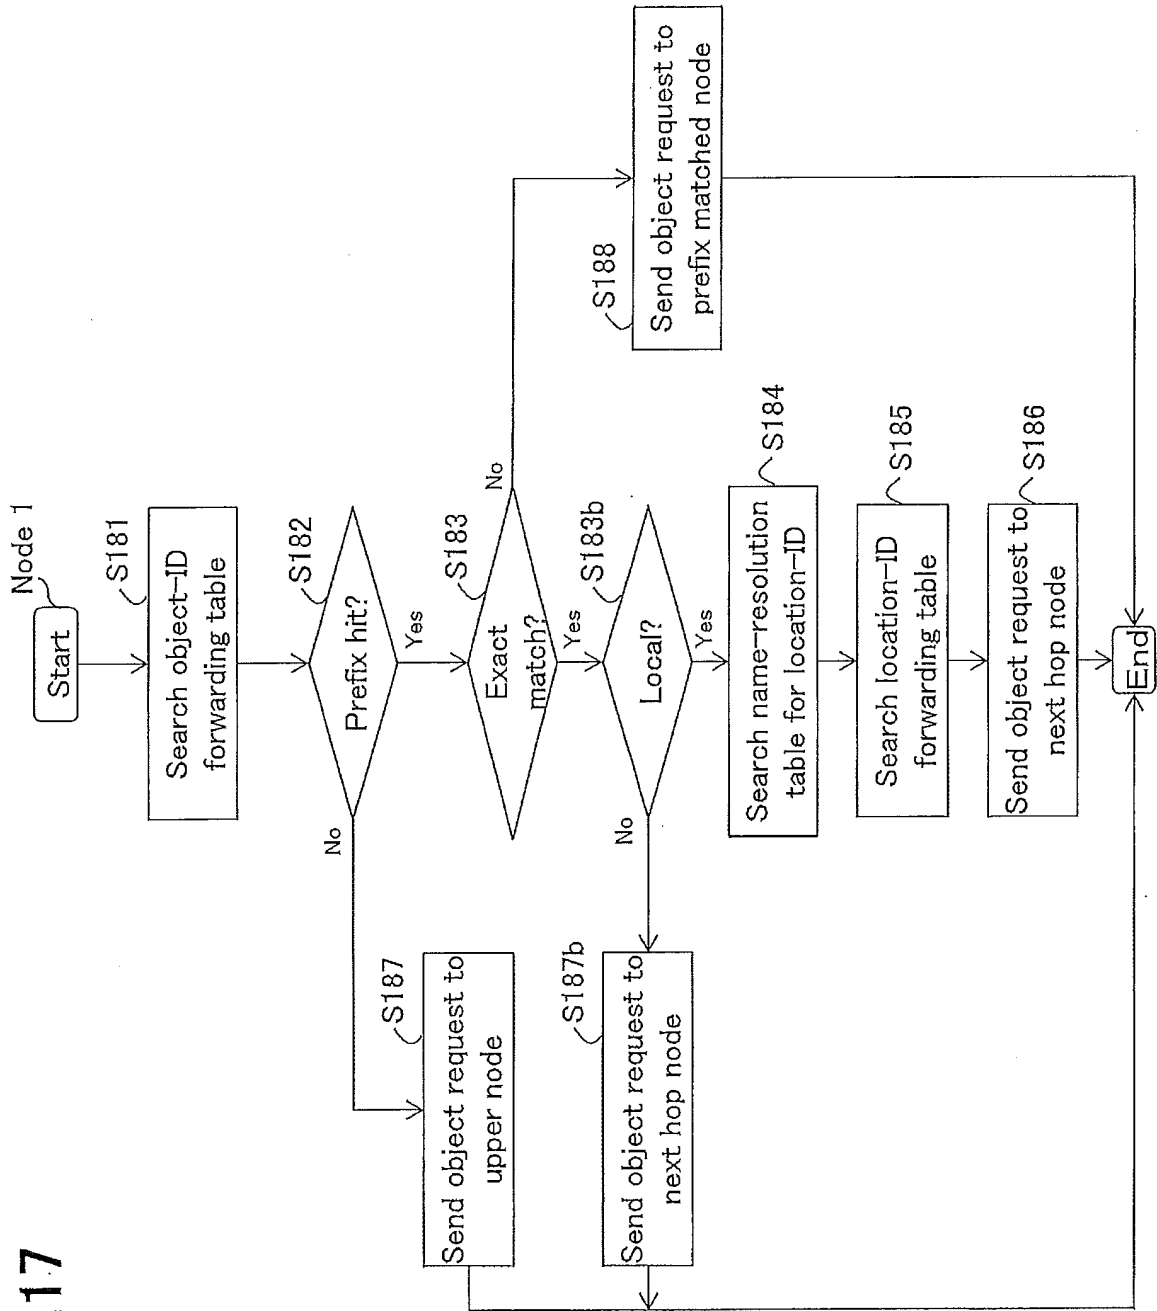 17
Node 1
Start
S181
Search object-ID
forwarding table
S182
Prefix hit?
No
Yes
S187
Send object request to
upper node
S183
Exact
match?
No
Yes
S188
Send object request to
prefix matched node
S183b
Local?
No
Yes
S187b
Send object request to
next hop node
S184
Search name-resolution
table for location-ID
S185
Search location-ID
forwarding table
S186
Send object request to
next hop node
End